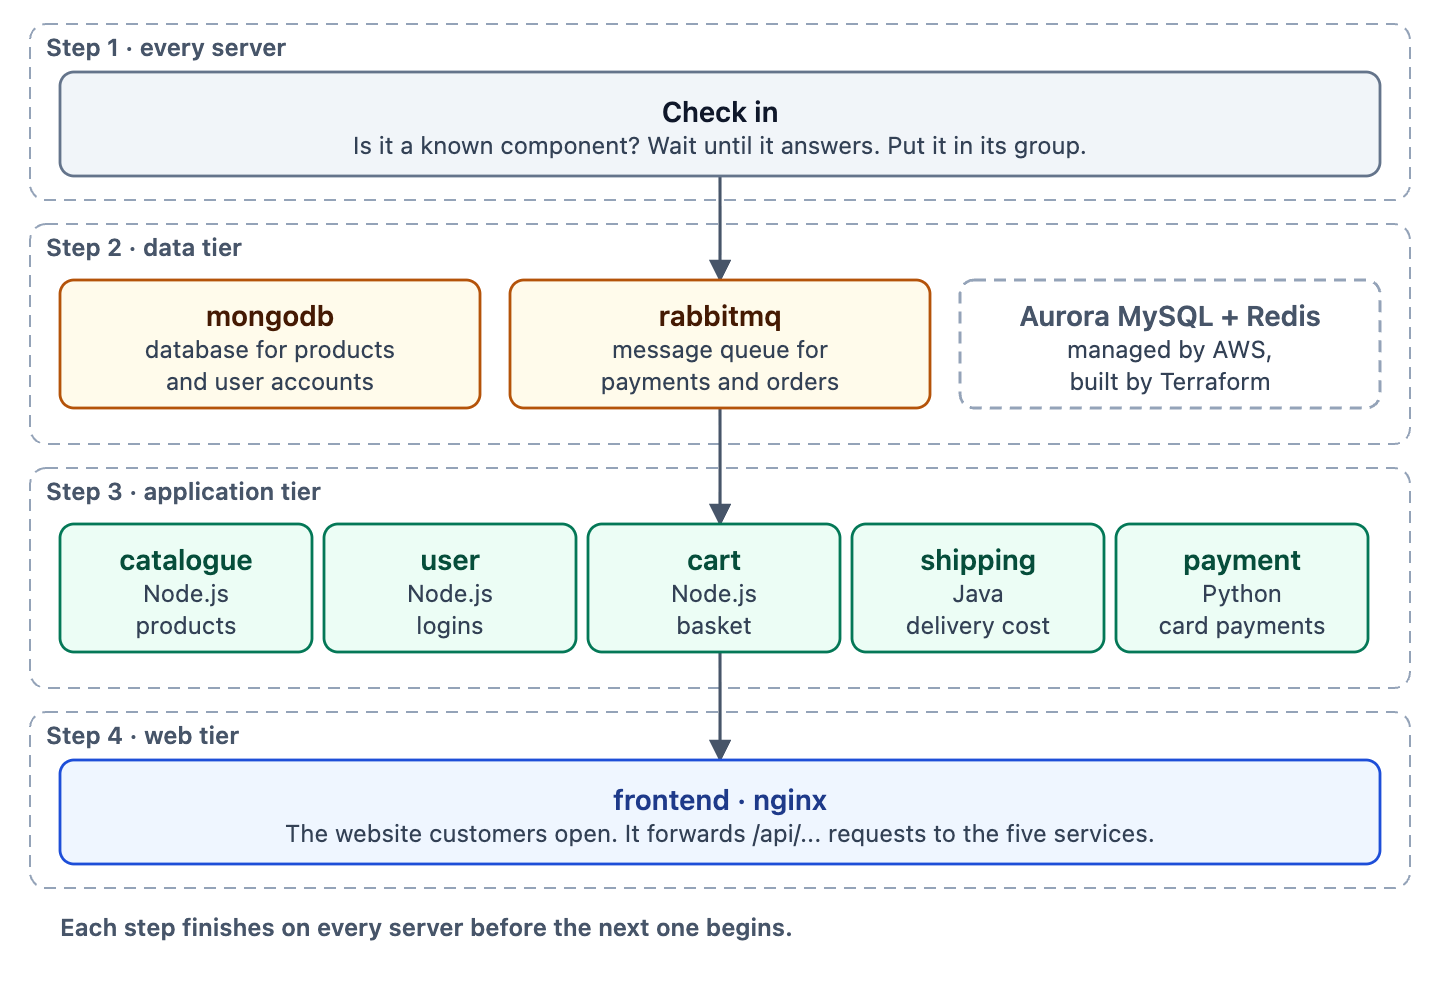 Step 1 · every server
Check in
Is it a known component? Wait until it answers. Put it in its group.
Step 2 · data tier
mongodb
database for products
and user accounts
rabbitmq
message queue for
payments and orders
Aurora MySQL + Redis
managed by AWS,
built by Terraform
Step 3 · application tier
catalogue
Node.js
products
user
Node.js
logins
cart
Node.js
basket
shipping
Java
delivery cost
payment
Python
card payments
Step 4 · web tier
frontend · nginx
The website customers open. It forwards /api/... requests to the five services.
Each step finishes on every server before the next one begins.